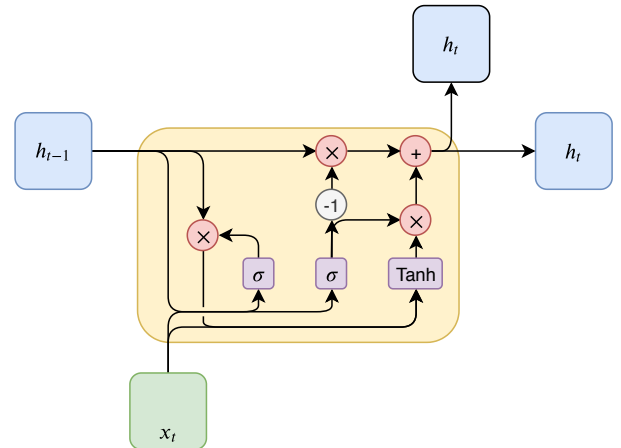 h_t
h_{t-1}
×
+
h_t
-1
×
×
σ
σ
Tanh
x_t